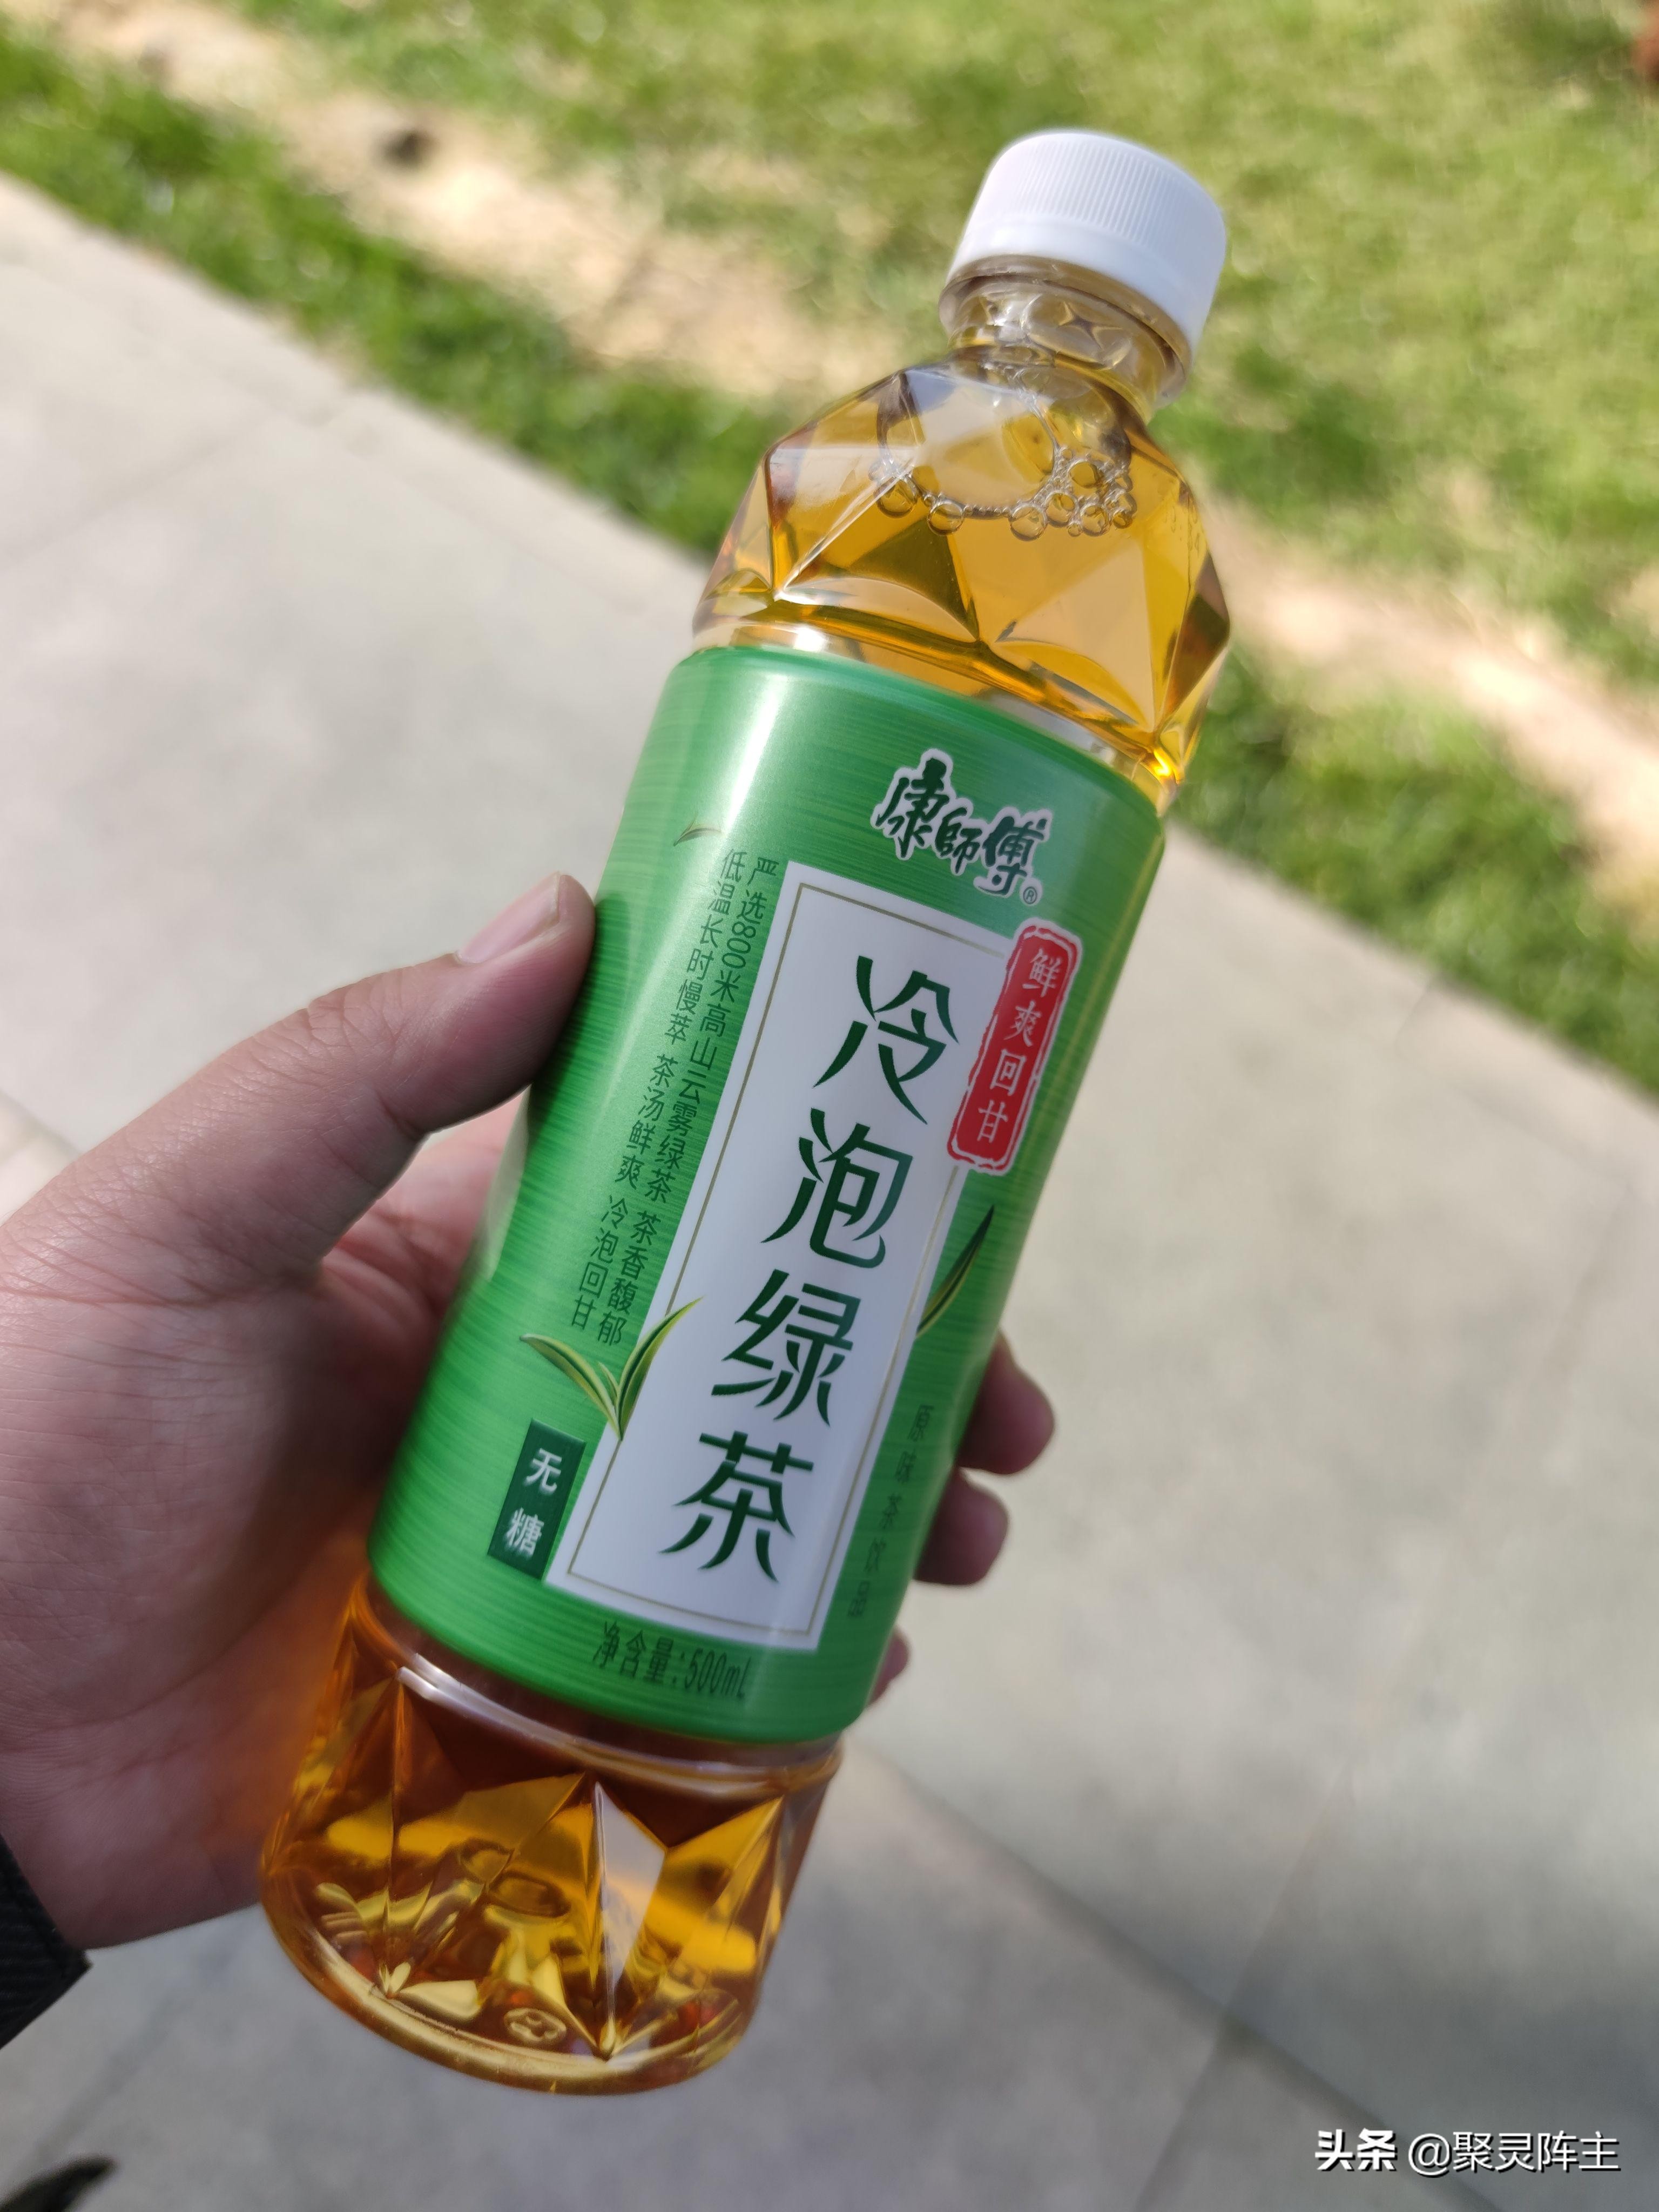 康師傅®
鲜爽回甘
冷泡绿茶
严选800米高山云雾绿茶 茶香馥郁
低温长时慢萃 茶汤鲜爽 冷泡回甘
原味茶饮品
无糖
净含量:500mL
头条 @聚灵阵主